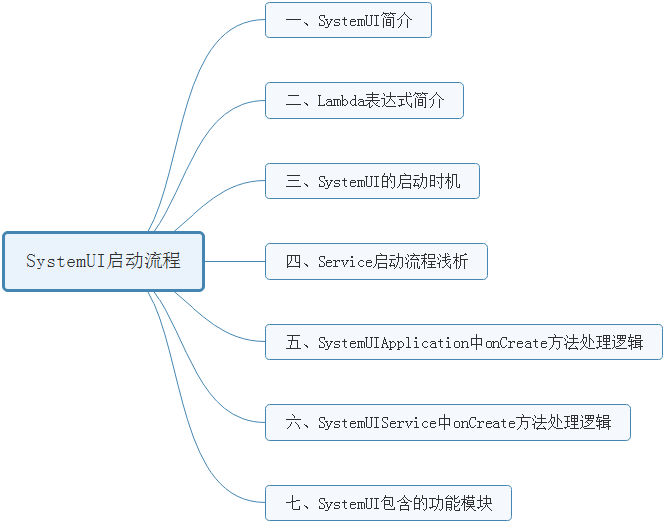 SystemUI启动流程
一、SystemUI简介
二、Lambda表达式简介
三、SystemUI的启动时机
四、Service启动流程浅析
五、SystemUIApplication中onCreate方法处理逻辑
六、SystemUIService中onCreate方法处理逻辑
七、SystemUI包含的功能模块